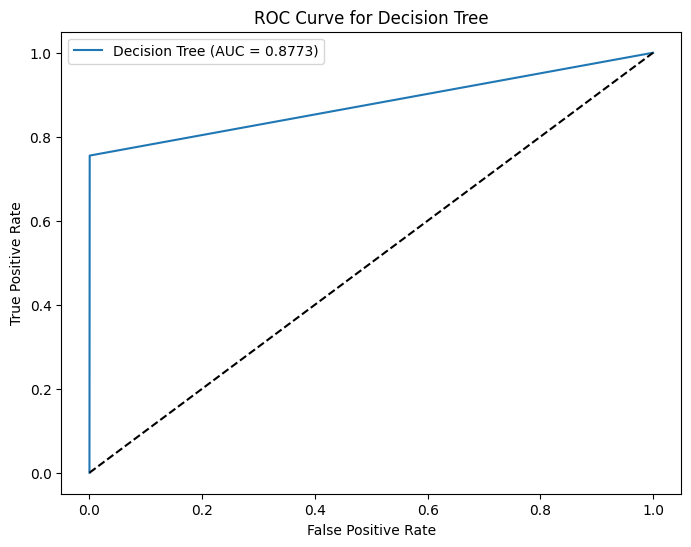 ROC Curve for Decision Tree
Decision Tree (AUC = 0.8773)
True Positive Rate
1.0
0.8
0.6
0.4
0.2
0.0
0.0 0.2 0.4 0.6 0.8 1.0
False Positive Rate